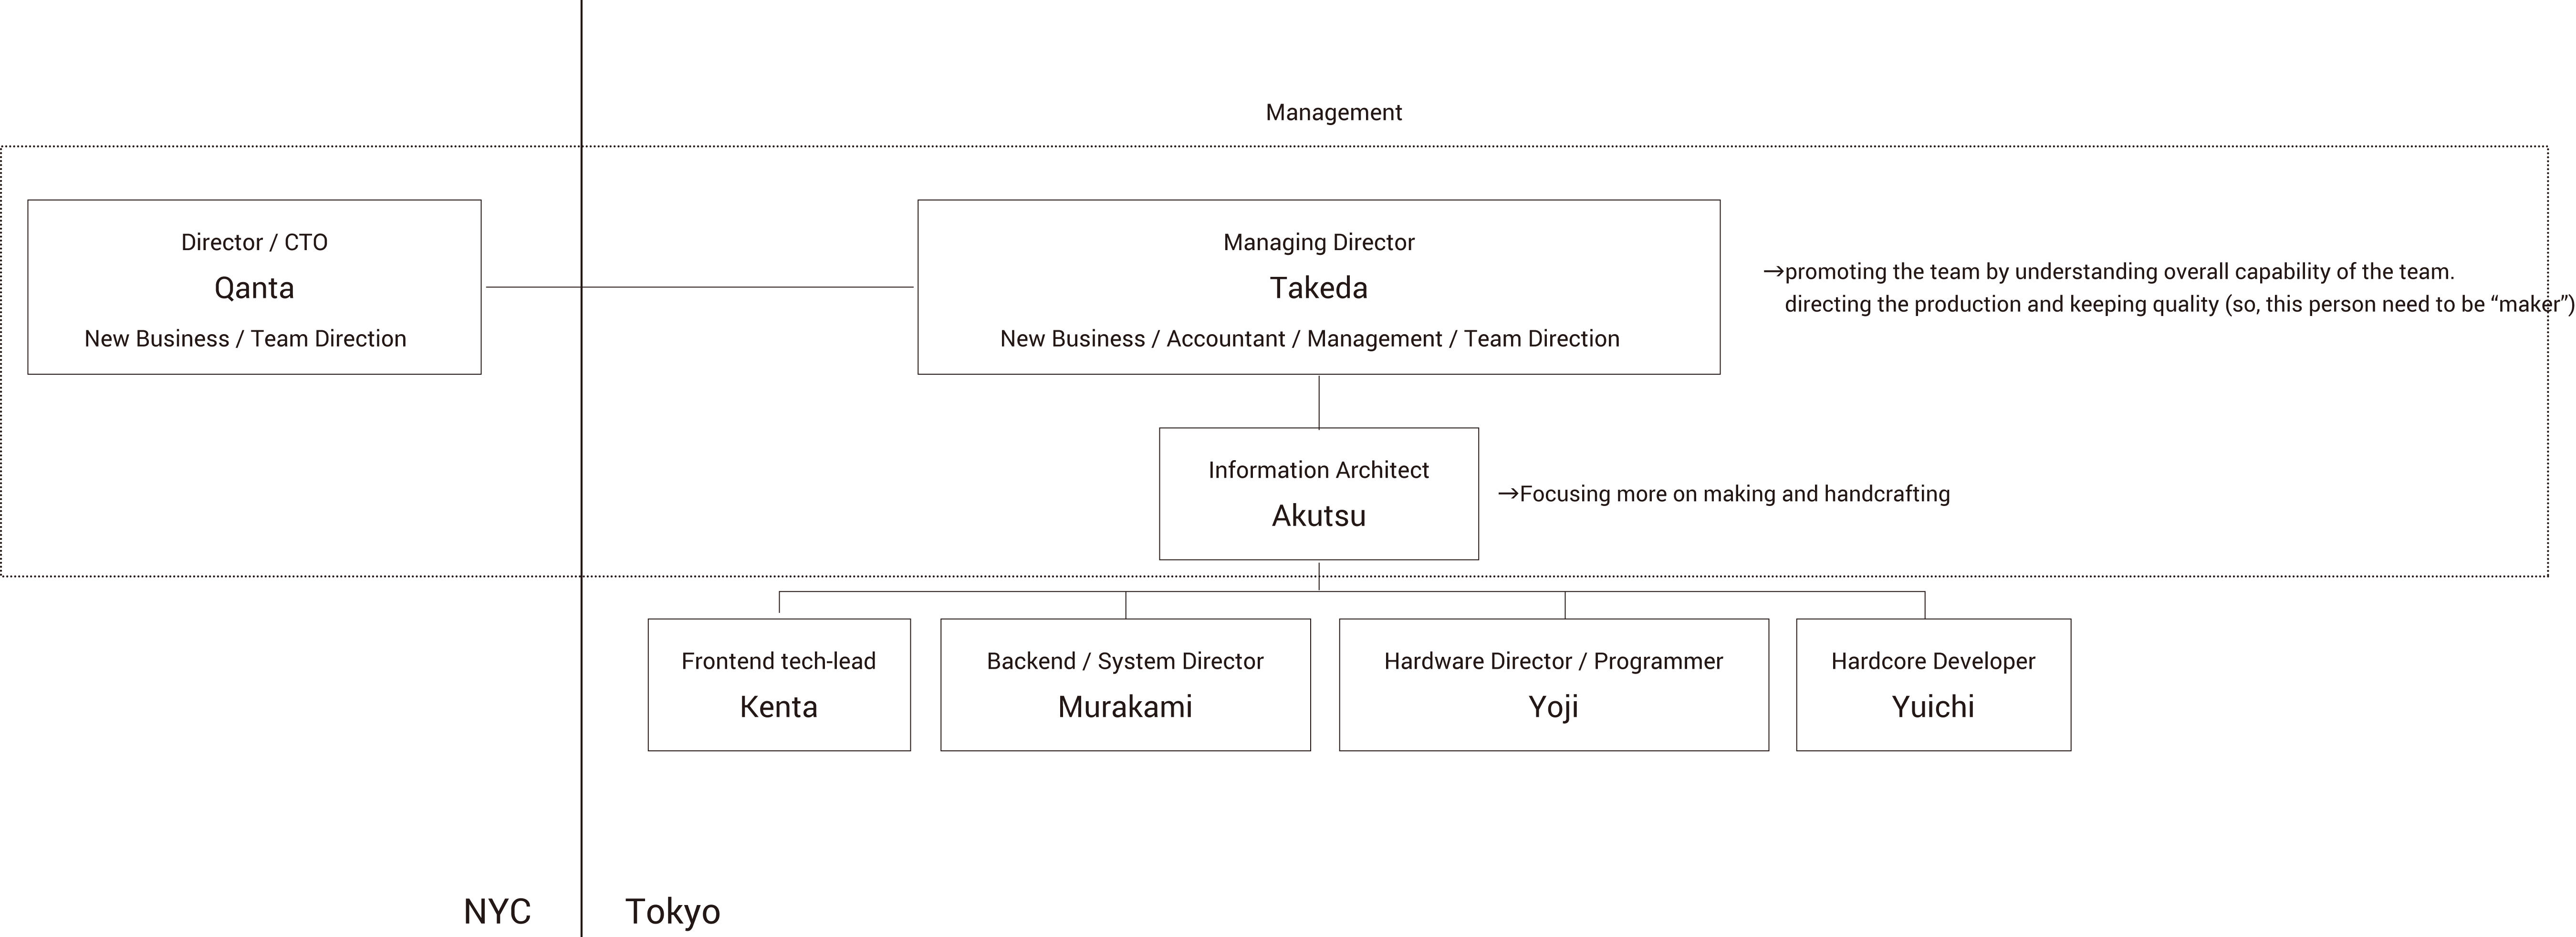 Management
Director / CTO
Qanta
New Business / Team Direction
Managing Director
Takeda
New Business / Accountant / Management / Team Direction
→promoting the team by understanding overall capability of the team.
directing the production and keeping quality (so, this person need to be “maker”)
Information Architect
Akutsu
→Focusing more on making and handcrafting
Frontend tech-lead
Kenta
Backend / System Director
Murakami
Hardware Director / Programmer
Yoji
Hardcore Developer
Yuichi
NYC
Tokyo